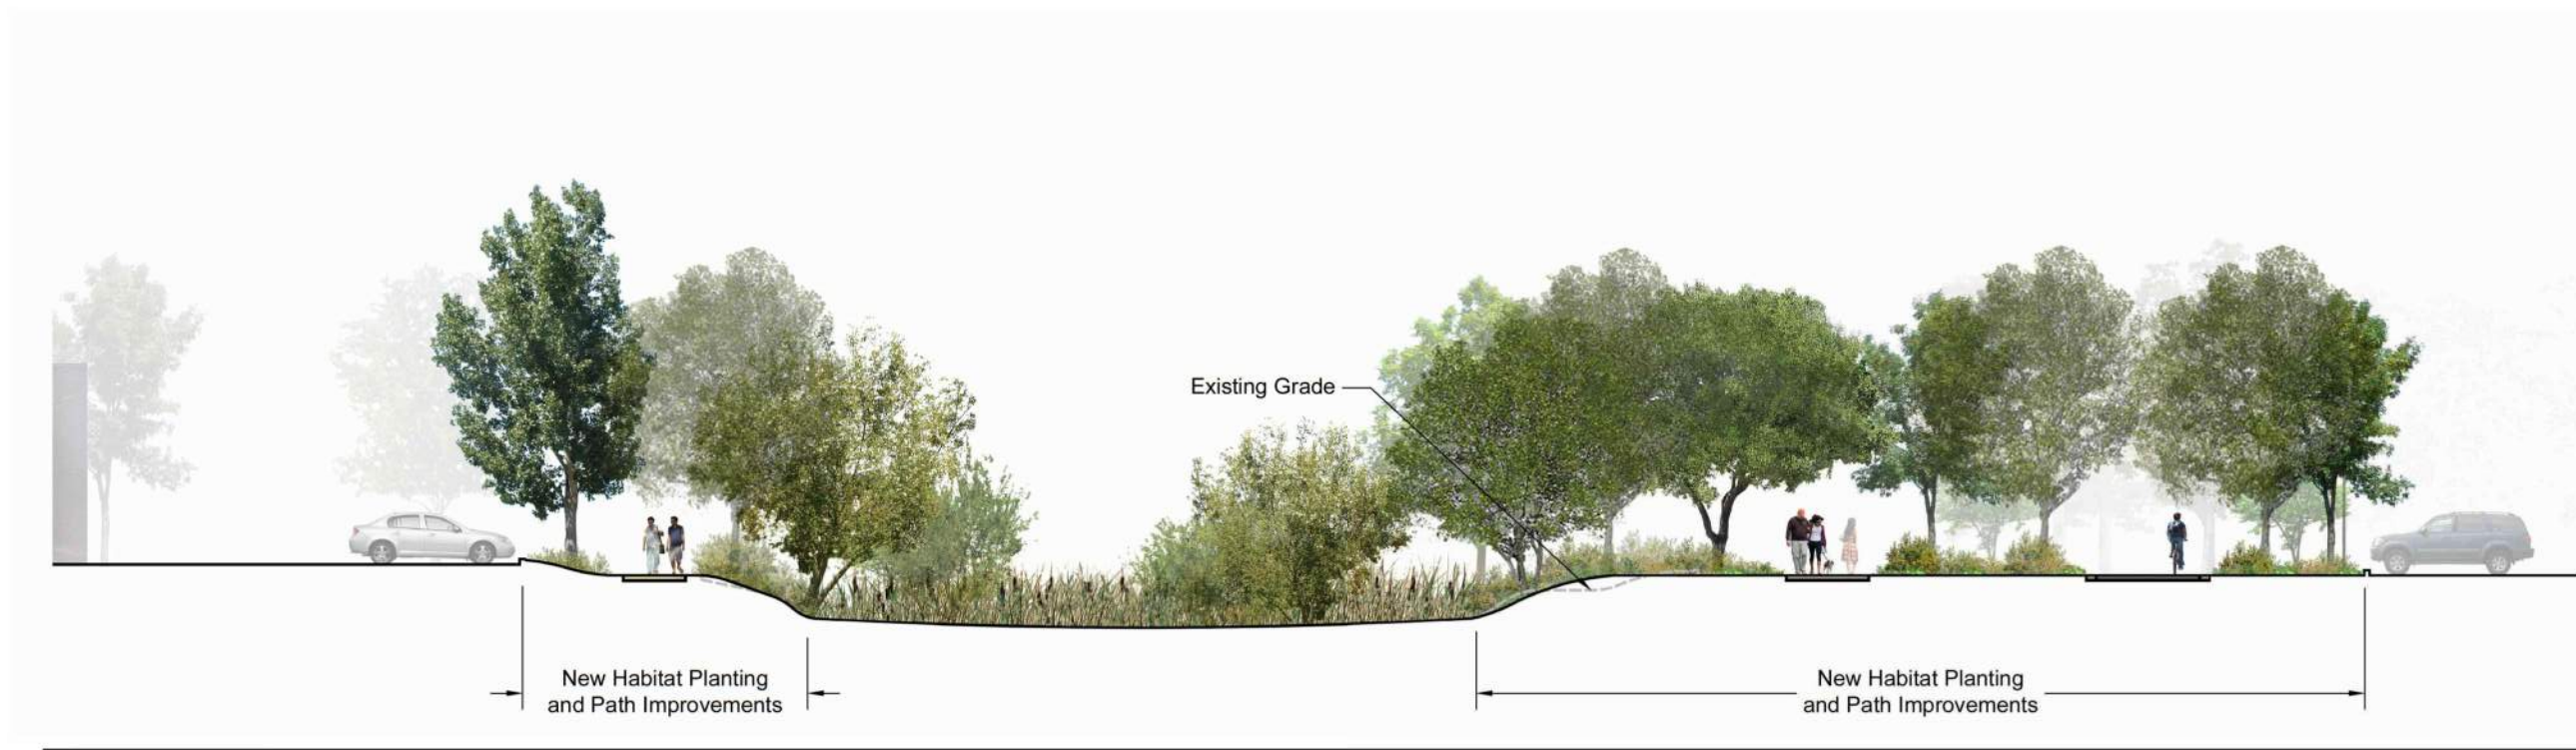 Existing Grade
New Habitat Planting
and Path Improvements
New Habitat Planting
and Path Improvements